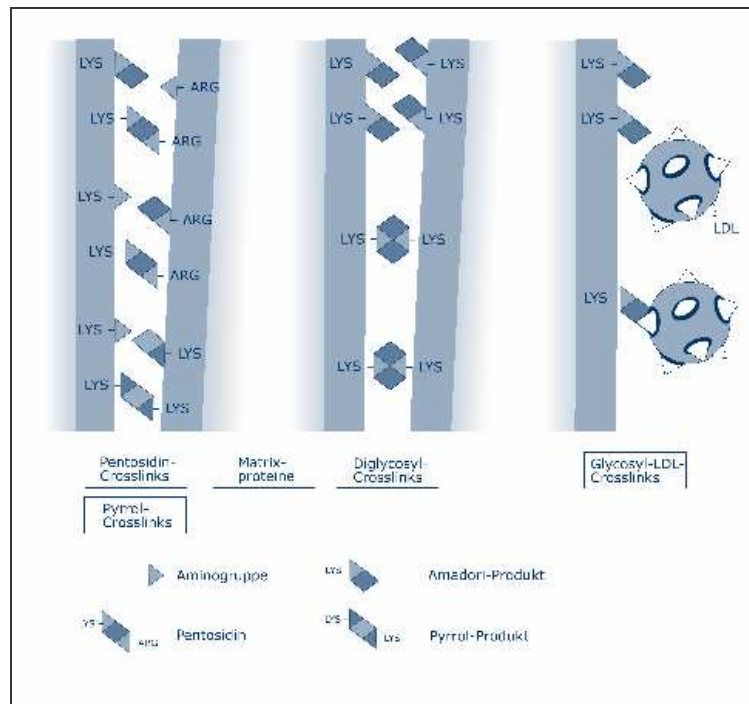 LYS
ARG
LYS
ARG
LYS
ARG
LYS
ARG
LYS
LYS
LYS
LYS
LYS
LYS
LYS
LYS
LYS
LYS
LYS
LYS
LYS
LYS
LDL
LYS
Pentosidin-
Crosslinks
Pyrrol-
Crosslinks
Matrix-
proteine
Diglycosyl-
Crosslinks
Glycosyl-LDL-
Crosslinks
Aminogruppe
LYS
Amadori-Produkt
LYS
ARG
Pentosidin
LYS
LYS
Pyrrol-Produkt